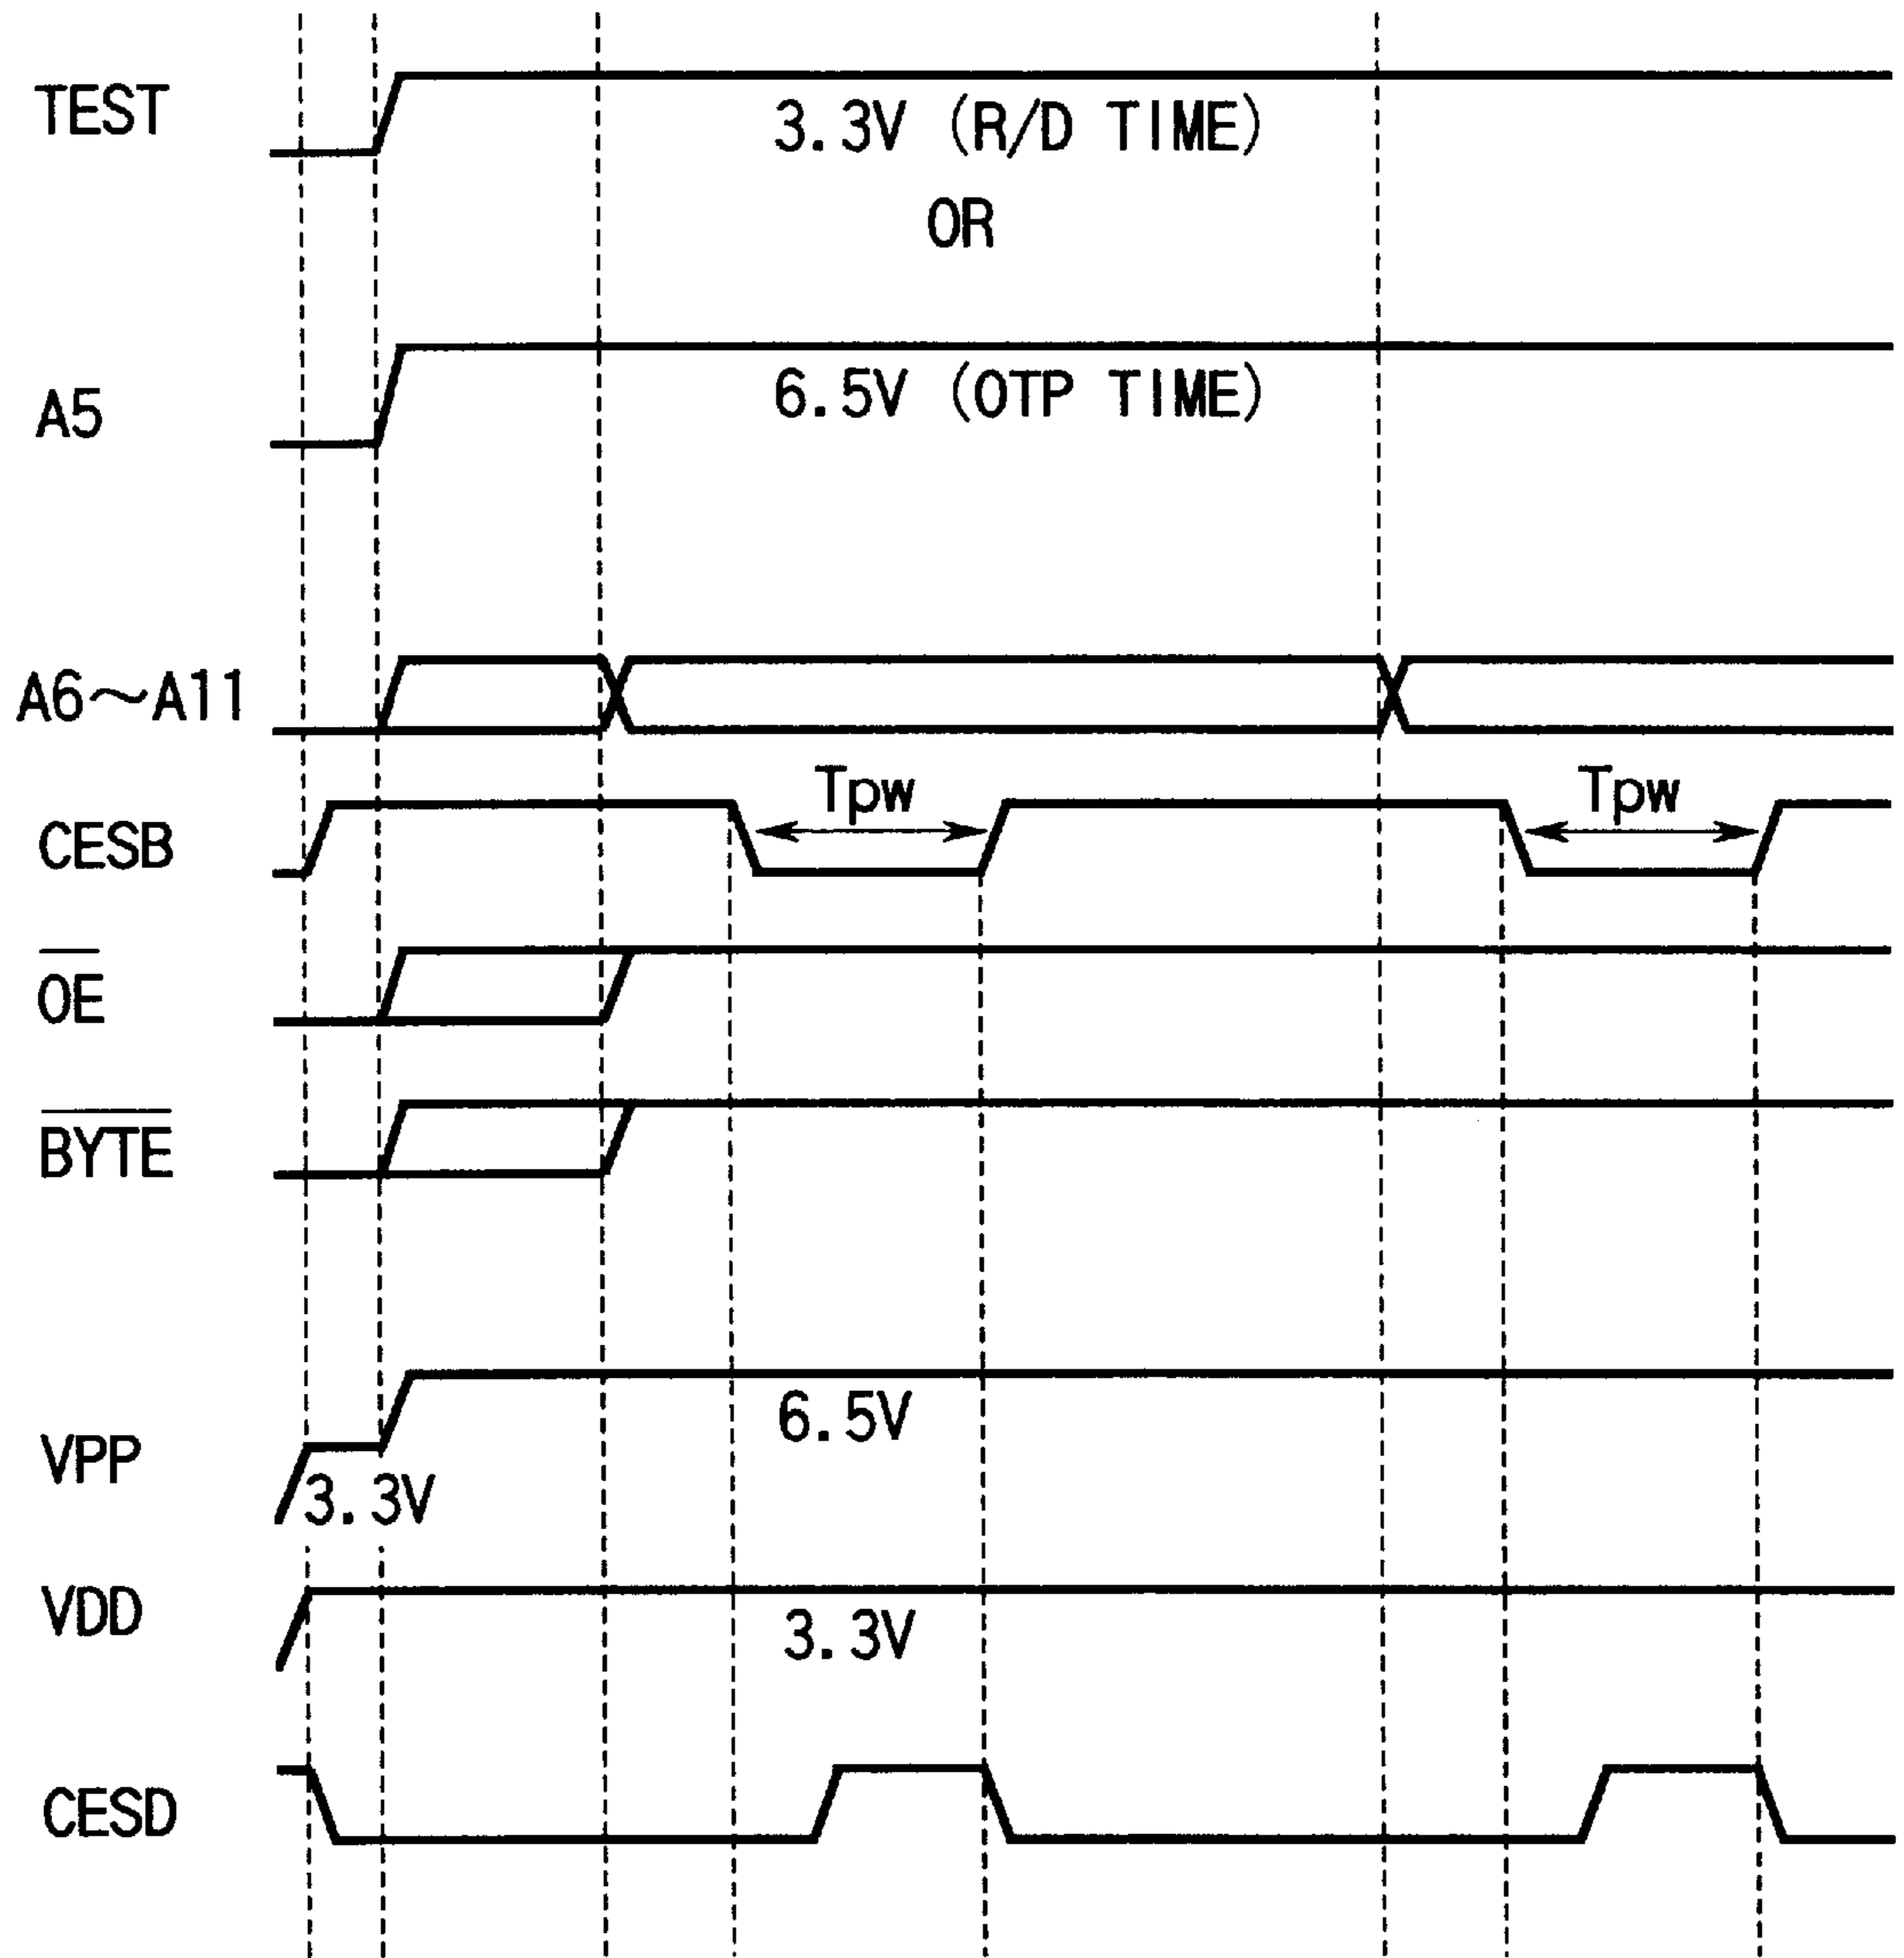 TEST
3.3V (R/D TIME)
OR
A5
6.5V (OTP TIME)
A6～A11
CESB
Tpw
Tpw
OE
BYTE
VPP
6.5V
3.3V
VDD
3.3V
CESD